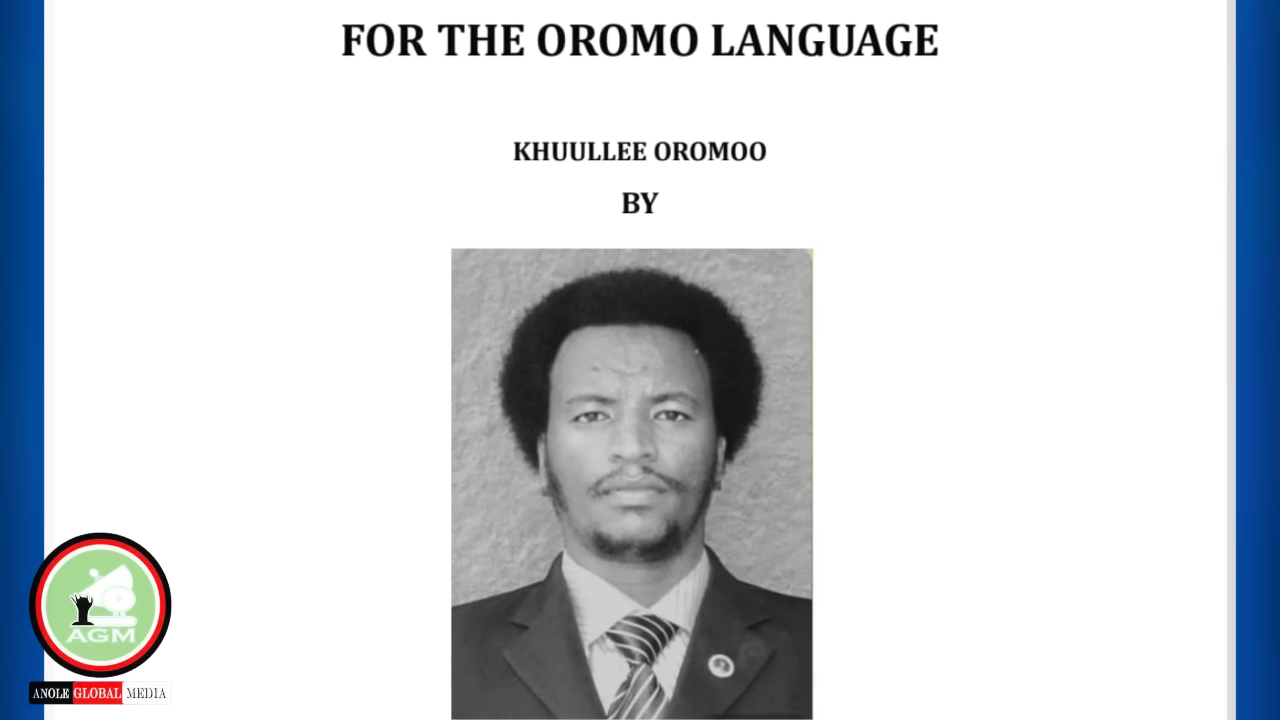 FOR THE OROMO LANGUAGE
KHUULLEE OROMOO
BY
AGM
ANOLE GLOBAL MEDIA